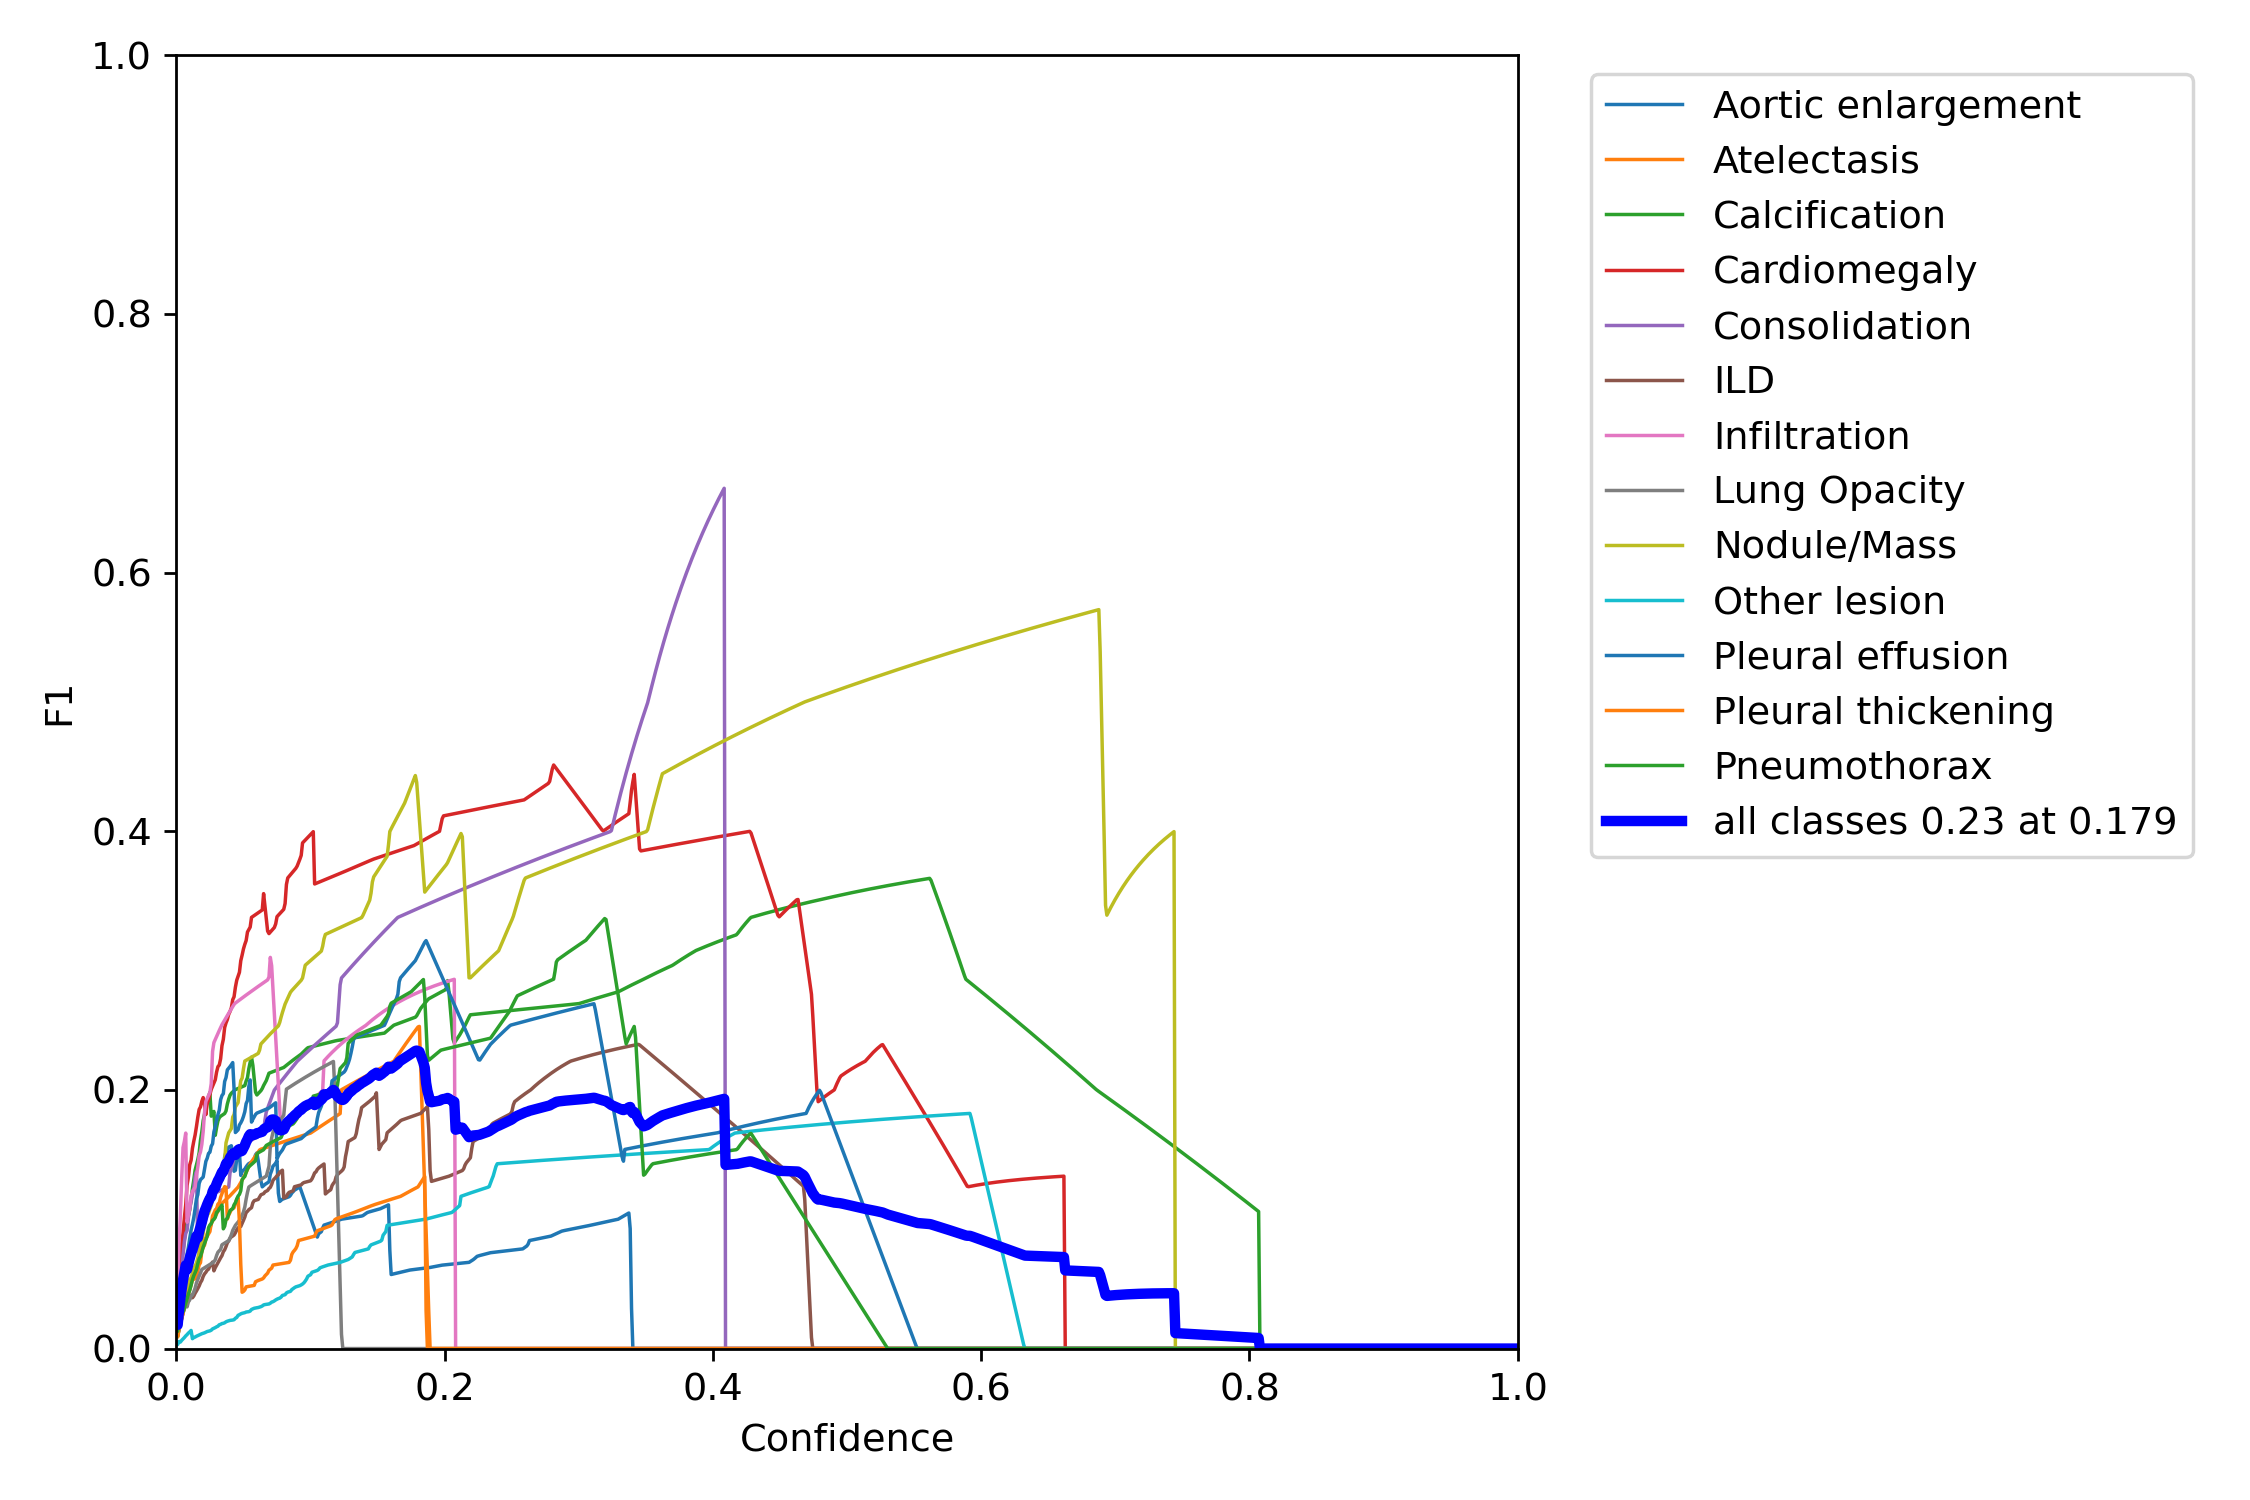 1.0
0.8
0.6
0.4
0.2
0.0
F1
0.0 0.2 0.4 0.6 0.8 1.0
Confidence
Aortic enlargement
Atelectasis
Calcification
Cardiomegaly
Consolidation
ILD
Infiltration
Lung Opacity
Nodule/Mass
Other lesion
Pleural effusion
Pleural thickening
Pneumothorax
all classes 0.23 at 0.179